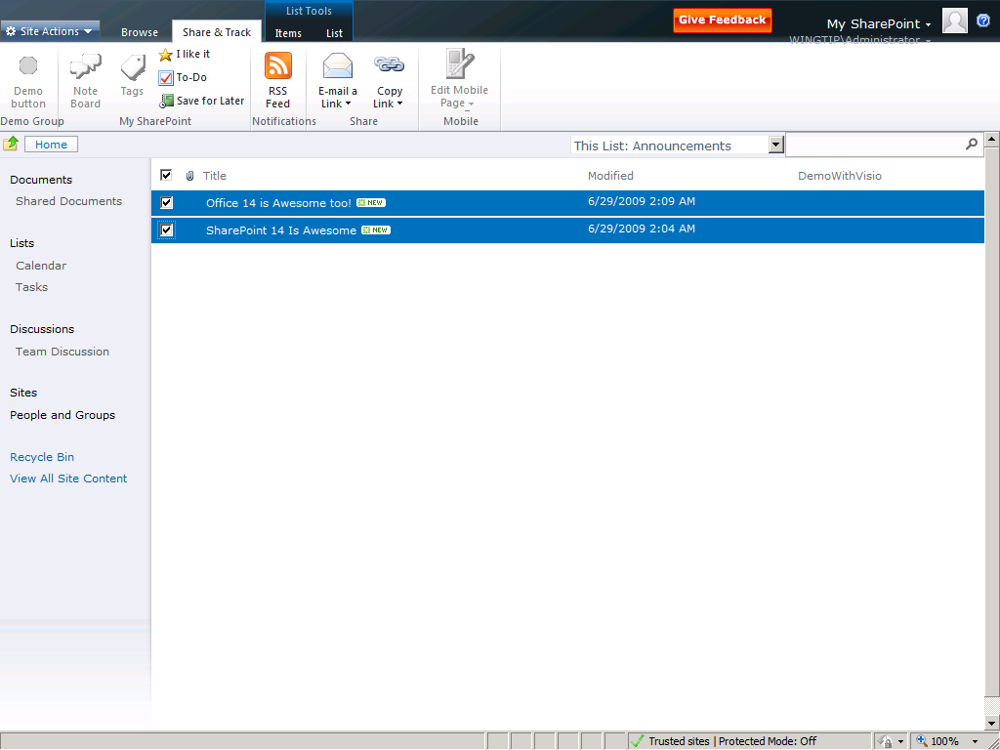 List Tools
Site Actions Browse Share & Track Items List Give Feedback My SharePoint
WINGTIP\Administrator
Demo button
Note Board
Tags
I like it
To-Do
Save for Later
RSS Feed
E-mail a Link
Copy Link
Edit Mobile Page
Demo Group My SharePoint Notifications Share Mobile
Home This List: Announcements
Title Modified DemoWithVisio
Office 14 is Awesome too! NEW 6/29/2009 2:09 AM
SharePoint 14 Is Awesome NEW 6/29/2009 2:04 AM
Documents
Shared Documents
Lists
Calendar
Tasks
Discussions
Team Discussion
Sites
People and Groups
Recycle Bin
View All Site Content
Trusted sites | Protected Mode: Off 100%